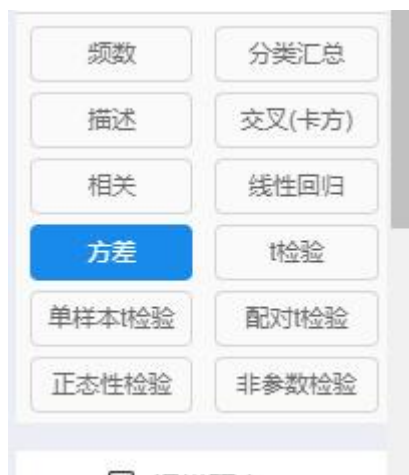 频数 分类汇总
描述 交叉(卡方)
相关 线性回归
方差 t检验
单样本t检验 配对t检验
正态性检验 非参数检验